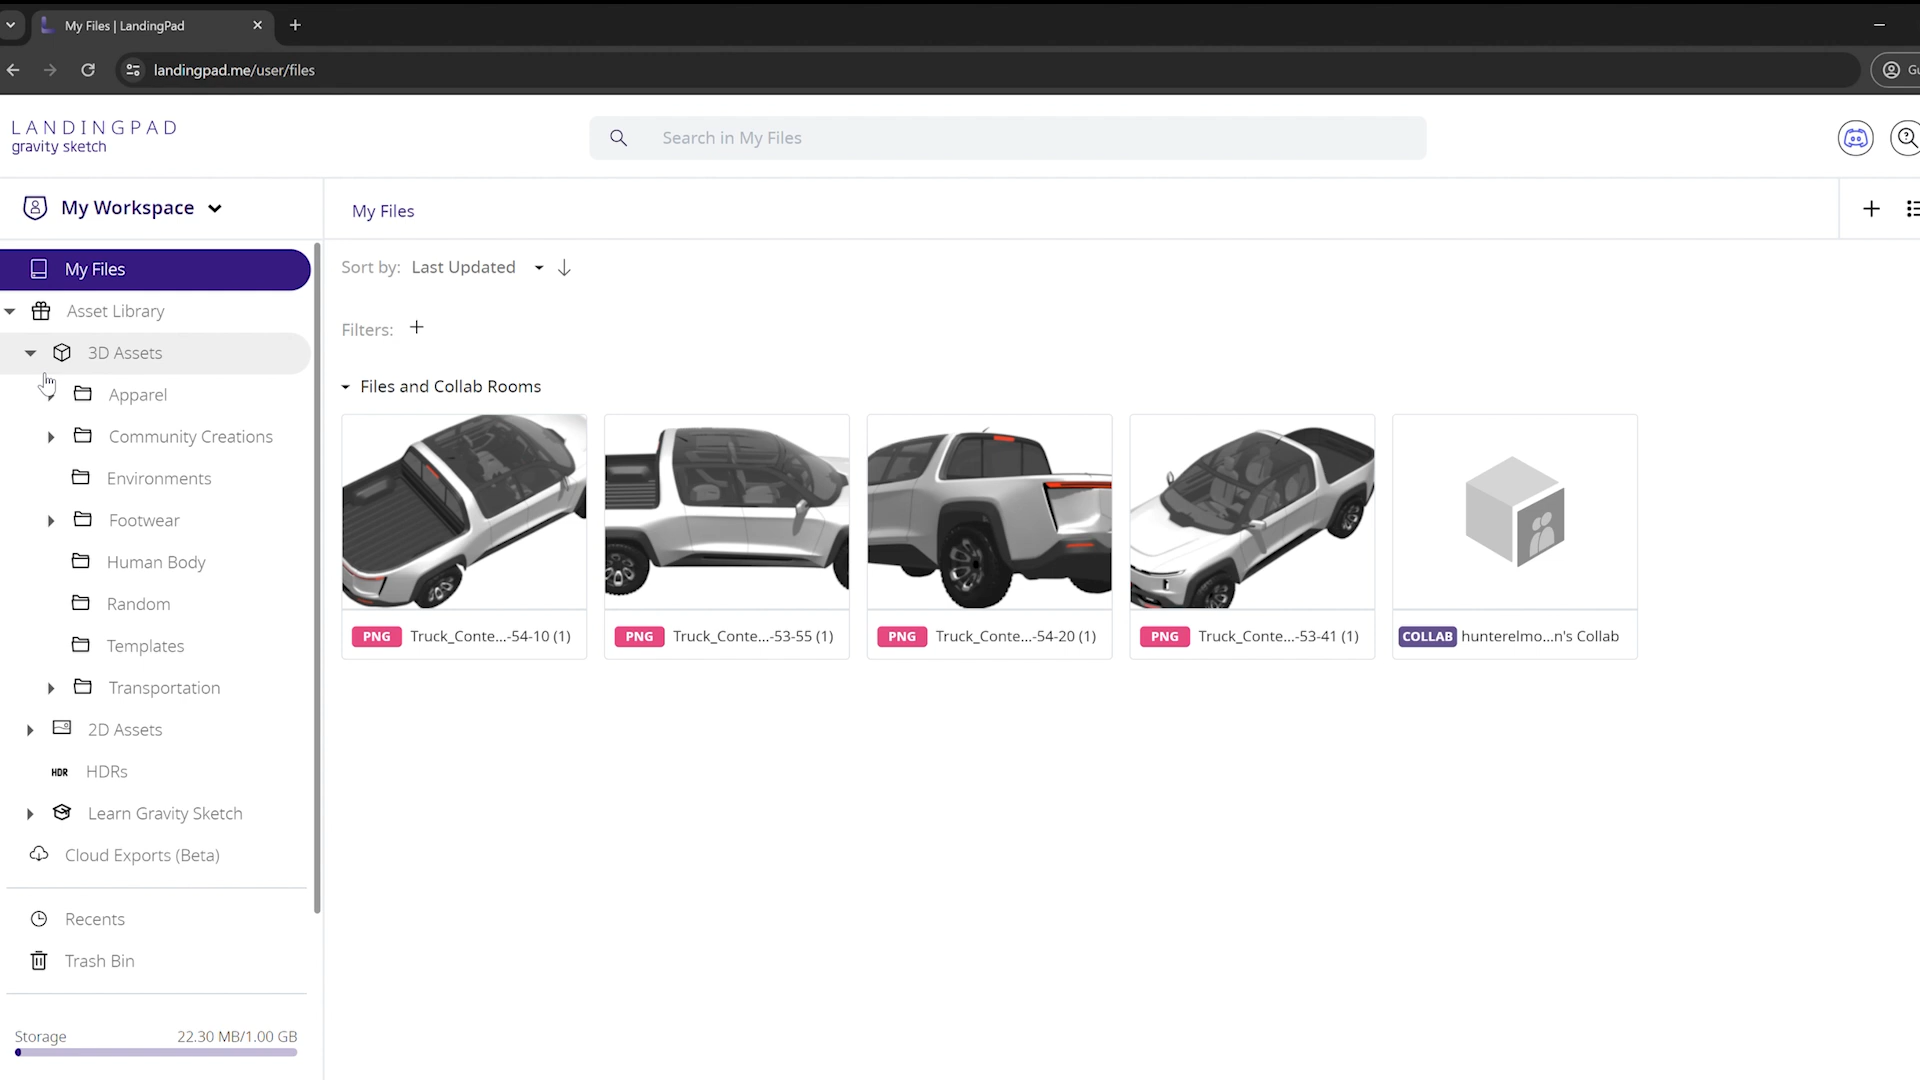 My Files | LandingPad
landingpad.me/user/files
LANDINGPAD
gravity sketch
Search in My Files
My Workspace
My Files
My Files
Sort by: Last Updated
Filters:
Files and Collab Rooms
Asset Library
3D Assets
Apparel
Community Creations
Environments
Footwear
Human Body
Random
Templates
Transportation
2D Assets
HDR HDRs
Learn Gravity Sketch
Cloud Exports (Beta)
Recents
Trash Bin
Storage 22.30 MB/1.00 GB
PNG Truck_Conte...-54-10 (1)
PNG Truck_Conte...-53-55 (1)
PNG Truck_Conte...-54-20 (1)
PNG Truck_Conte...-53-41 (1)
COLLAB hunterelmo...n's Collab